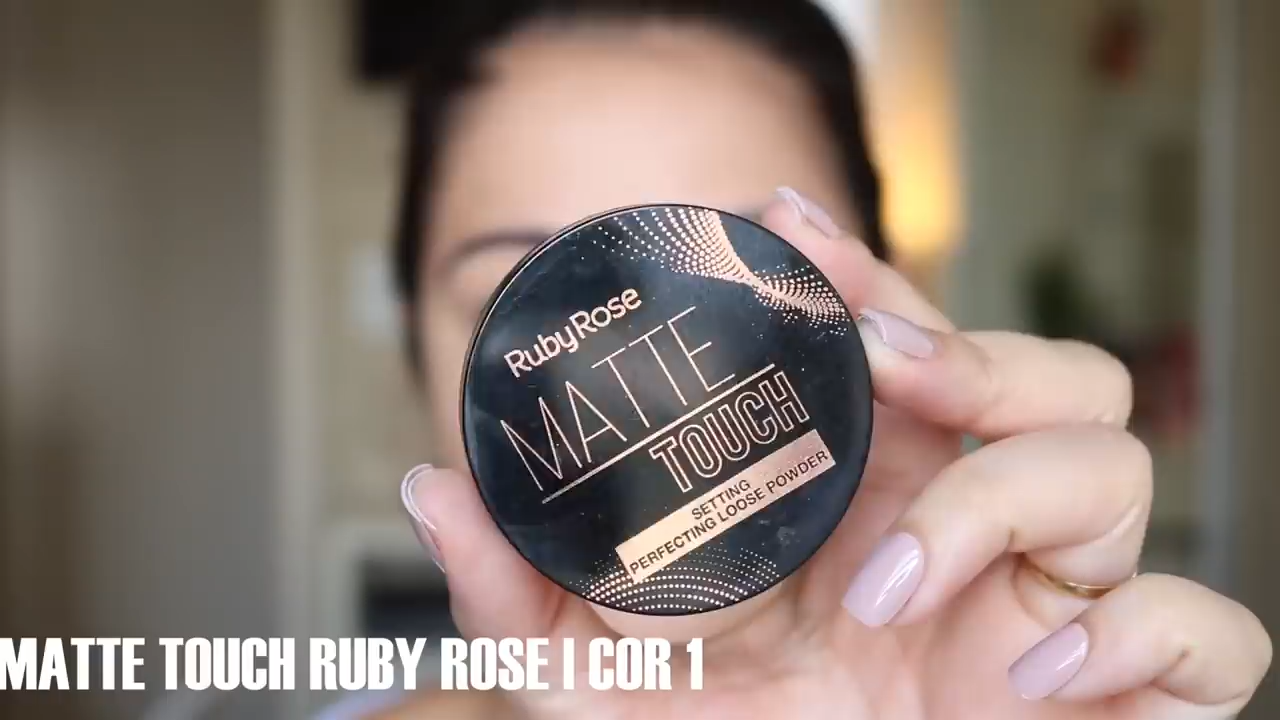 RubyRose
MATTE
TOUCH
SETTING
PERFECTING LOOSE POWDER
MATTE TOUCH RUBY ROSE | COR 1